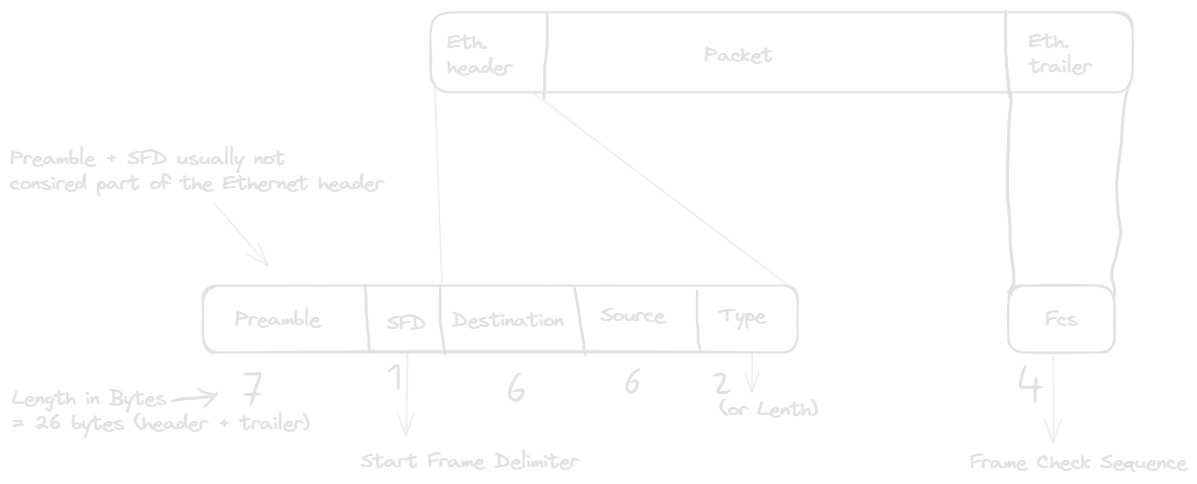 Eth.
header
Packet
Eth.
trailer
Preamble + SFD usually not
consired part of the Ethernet header
Preamble
SFD
Destination
Source
Type
Fcs
7
1
6
6
2
4
(or Lenth)
Length in Bytes
= 26 bytes (header + trailer)
Start Frame Delimiter
Frame Check Sequence